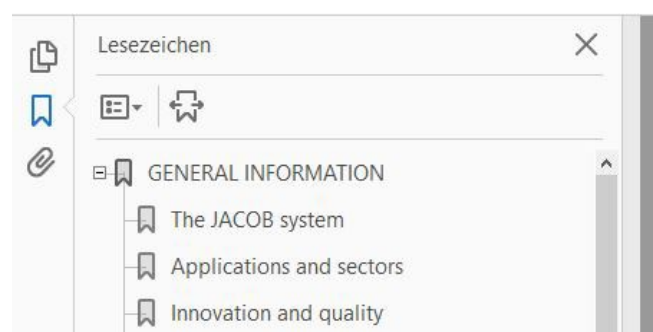 Lesezeichen
GENERAL INFORMATION
The JACOB system
Applications and sectors
Innovation and quality